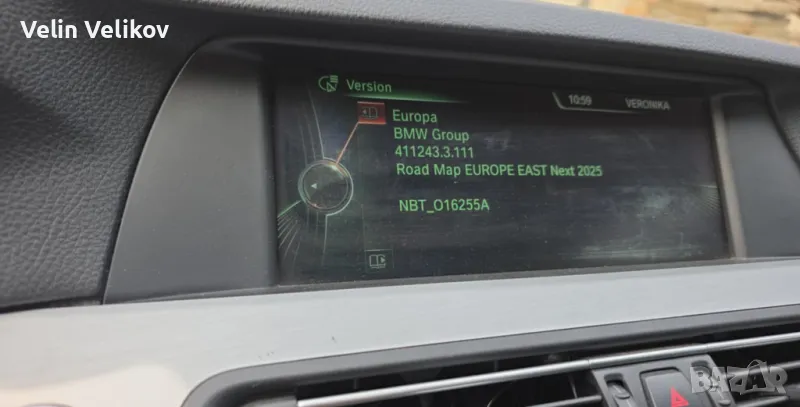 Velin Velikov
Version
10:59
VERONIKA
Europa
BMW Group
411243.3.111
Road Map EUROPE EAST Next 2025
NBT_O16255A
BAZAR